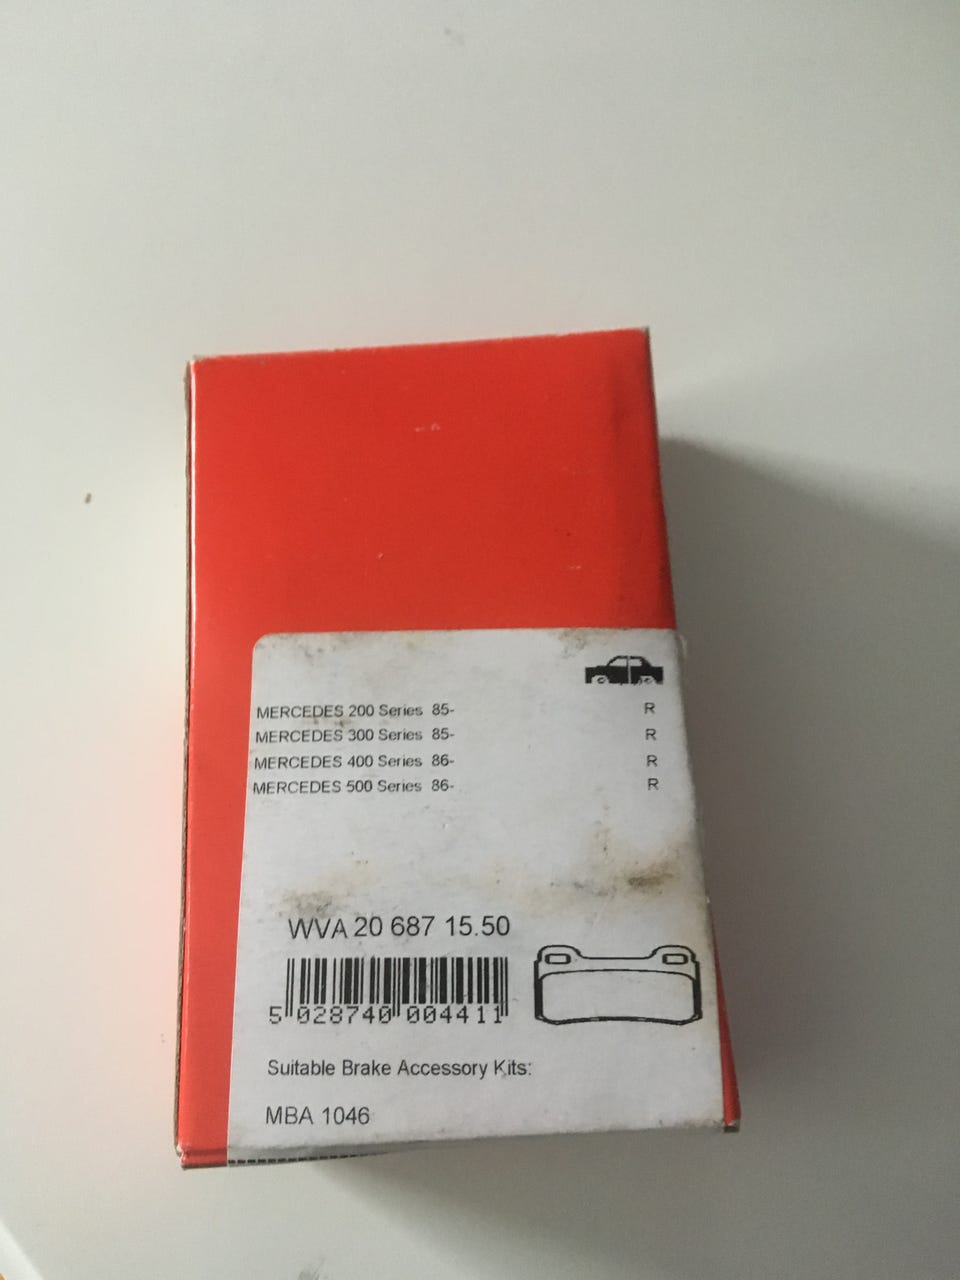 MERCEDES 200 Series 85- R
MERCEDES 300 Series 85- R
MERCEDES 400 Series 86- R
MERCEDES 500 Series 86- R
WVA 20 687 15.50
5 028740 004411
Suitable Brake Accessory Kits:
MBA 1046